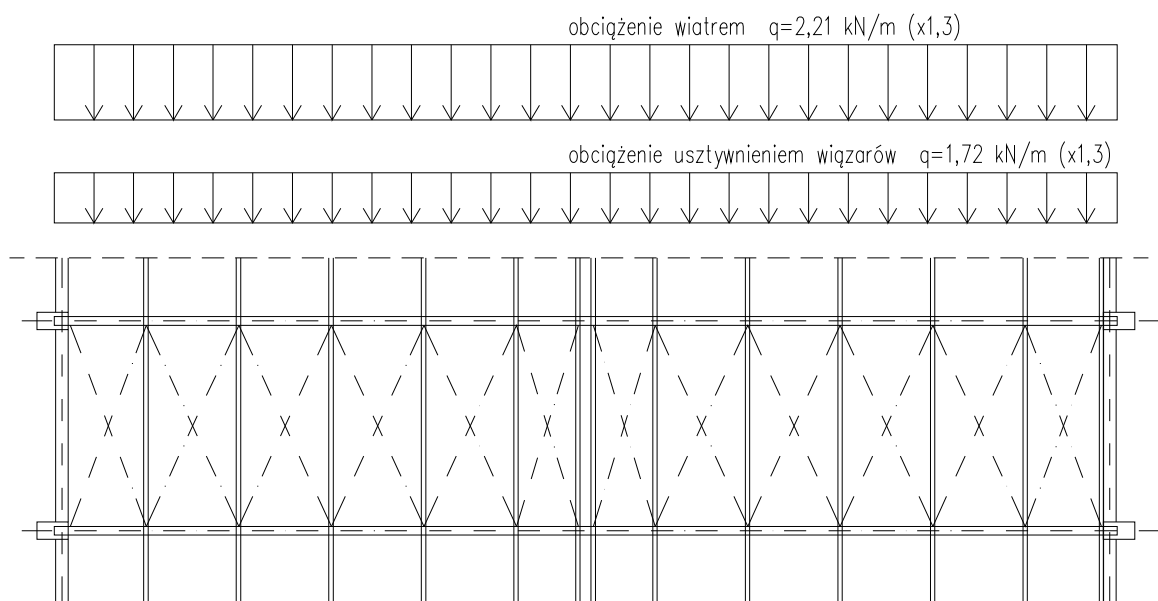 obciążenie wiatrem q=2,21 kN/m (x1,3)
obciążenie usztywnieniem wiązarów q=1,72 kN/m (x1,3)